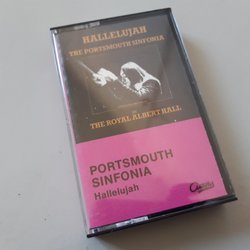 HALLELUJAH
THE PORTSMOUTH SINFONIA
THE ROYAL ALBERT HALL
PORTSMOUTH
SINFONIA
Hallelujah